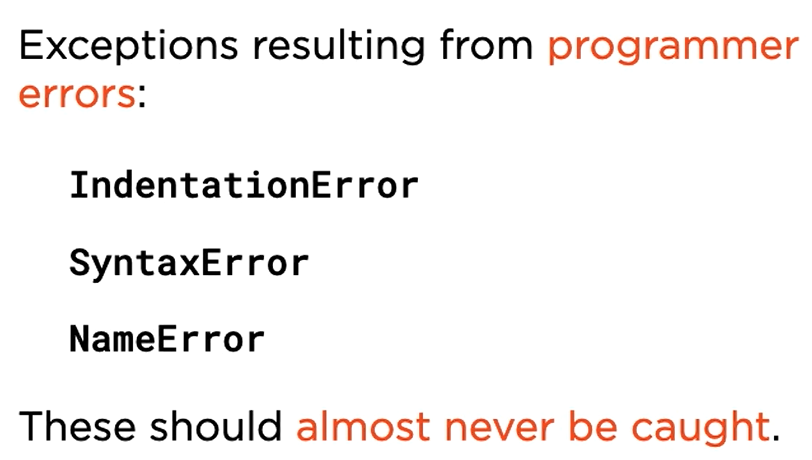 Exceptions resulting from programmer
errors:
IndentationError
SyntaxError
NameError
These should almost never be caught.